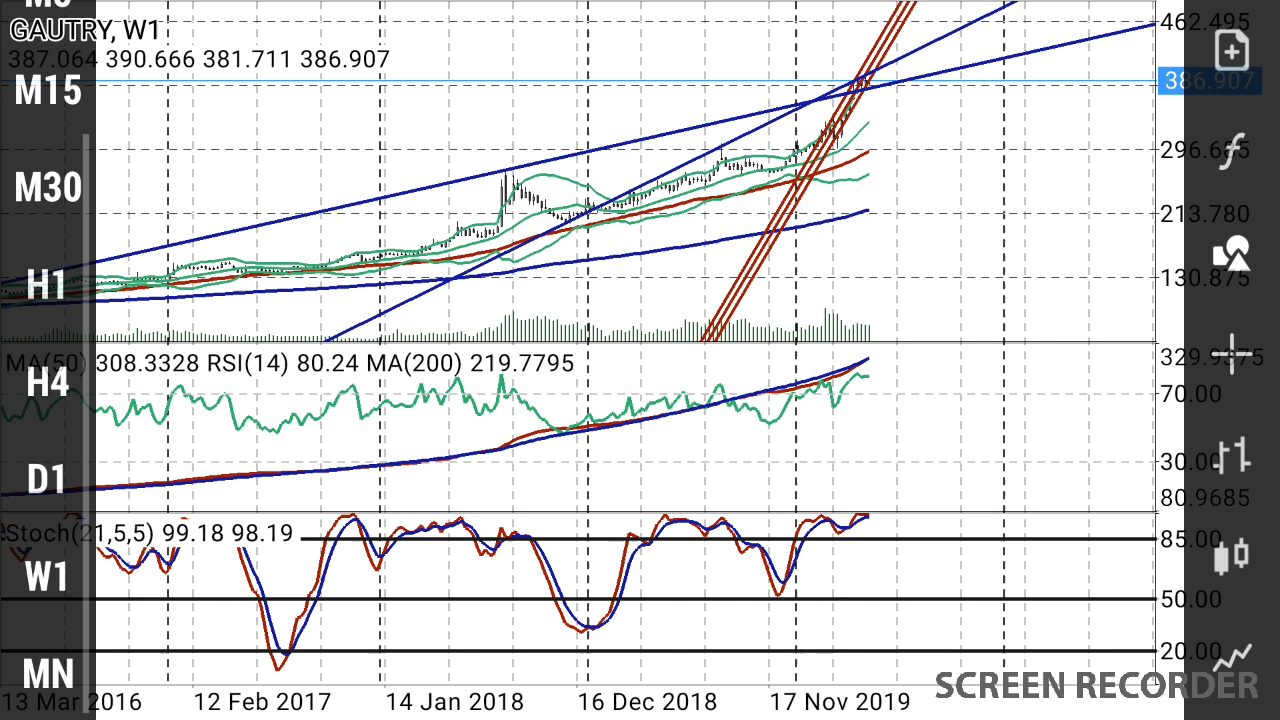 GAUTRY, W1
387.064 390.666 381.711 386.907
M15
M30
H1
H4
D1
W1
MN
462.495
386.907
213.780
130.875
MA(50) 308.3328 RSI(14) 80.24 MA(200) 219.7795
70.00
30.00
80.9685
Stoch(21,5,5) 99.18 98.19
85.00
50.00
20.00
13 Mar 2016 12 Feb 2017 14 Jan 2018 16 Dec 2018 17 Nov 2019
SCREEN RECORDER